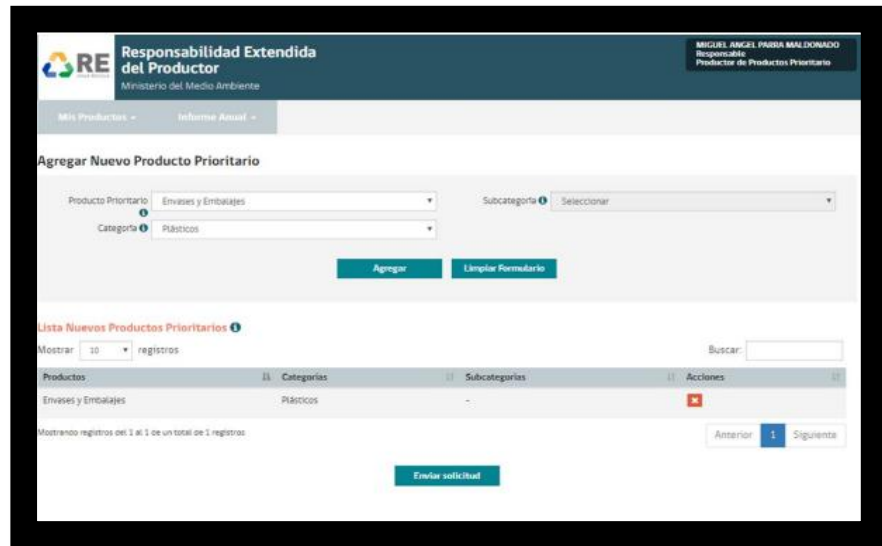 RE
Responsabilidad Extendida
del Productor
Ministerio del Medio Ambiente
MIGUEL ANGEL PARRA MALDONADO
Responsable
Productor de Productos Prioritario
Mis Productos
Informe Anual
Agregar Nuevo Producto Prioritario
Producto Prioritario Envases y Embalajes
Subcategoría Seleccionar
Categoría Plásticos
Agregar Limpiar Formulario
Lista Nuevos Productos Prioritarios
Mostrar 10 registros
Buscar:
Productos Categorías Subcategorías Acciones
Envases y Embalajes Plásticos -
Mostrando registros del 1 al 1 de un total de 1 registros
Anterior 1 Siguiente
Enviar solicitud